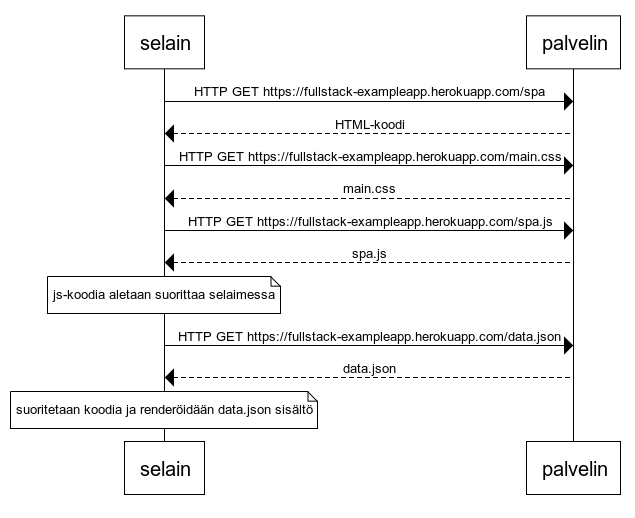 selain
palvelin
HTTP GET https://fullstack-exampleapp.herokuapp.com/spa
HTML-koodi
HTTP GET https://fullstack-exampleapp.herokuapp.com/main.css
main.css
HTTP GET https://fullstack-exampleapp.herokuapp.com/spa.js
spa.js
js-koodia aletaan suorittaa selaimessa
HTTP GET https://fullstack-exampleapp.herokuapp.com/data.json
data.json
suoritetaan koodia ja renderöidään data.json sisältö
selain
palvelin